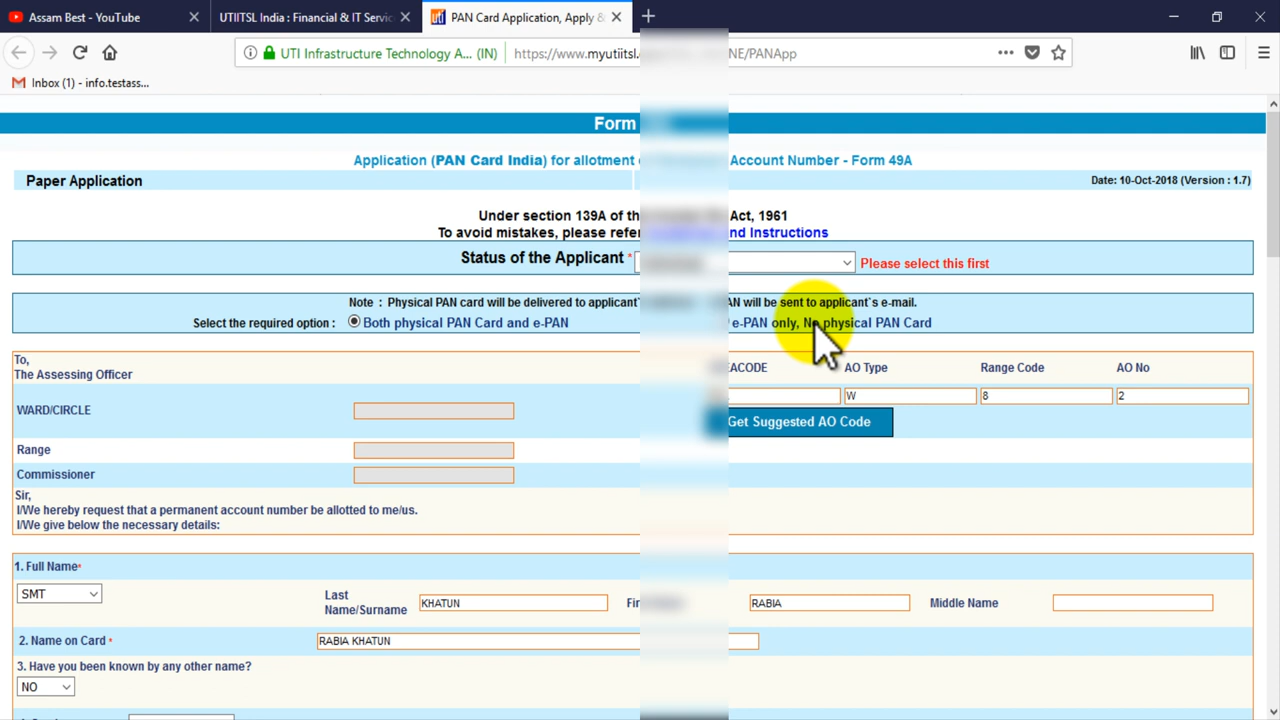 Assam Best - YouTube
UTIITSL India : Financial & IT Servic
PAN Card Application, Apply &
UTI Infrastructure Technology A... (IN)
https://www.myutiitsl. NE/PANApp
Inbox (1) - info.testass...
Form
Application (PAN Card India) for allotment Account Number - Form 49A
Paper Application
Date: 10-Oct-2018 (Version : 1.7)
Under section 139A of th Act, 1961
To avoid mistakes, please refer nd Instructions
Status of the Applicant *
Please select this first
Note : Physical PAN card will be delivered to applicant` AN will be sent to applicant`s e-mail.
Select the required option : Both physical PAN Card and e-PAN e-PAN only, No physical PAN Card
To,
The Assessing Officer
EACODE AO Type Range Code AO No
WARD/CIRCLE
W 8 2
Get Suggested AO Code
Range
Commissioner
Sir,
I/We hereby request that a permanent account number be allotted to me/us.
I/We give below the necessary details:
1. Full Name*
SMT
Last Name/Surname KHATUN Fir RABIA Middle Name
2. Name on Card * RABIA KHATUN
3. Have you been known by any other name?
NO